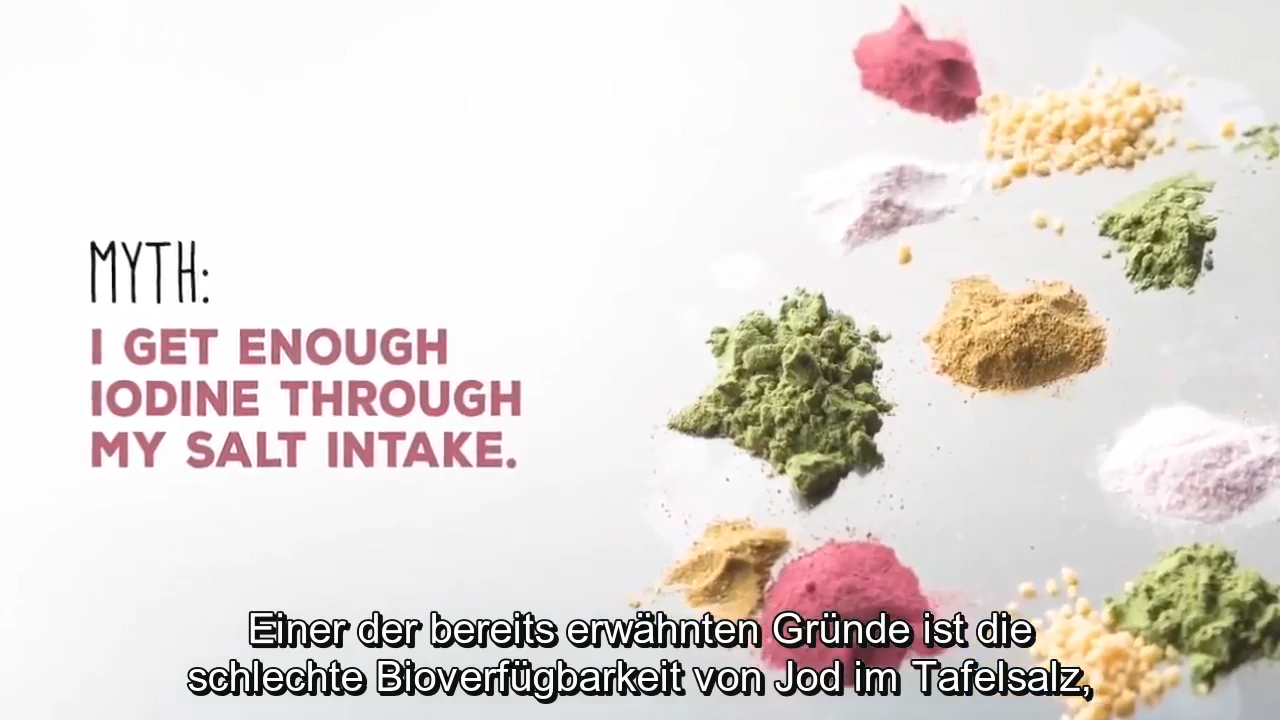 MYTH:
I GET ENOUGH
IODINE THROUGH
MY SALT INTAKE.
Einer der bereits erwähnten Gründe ist die
schlechte Bioverfügbarkeit von Jod im Tafelsalz,